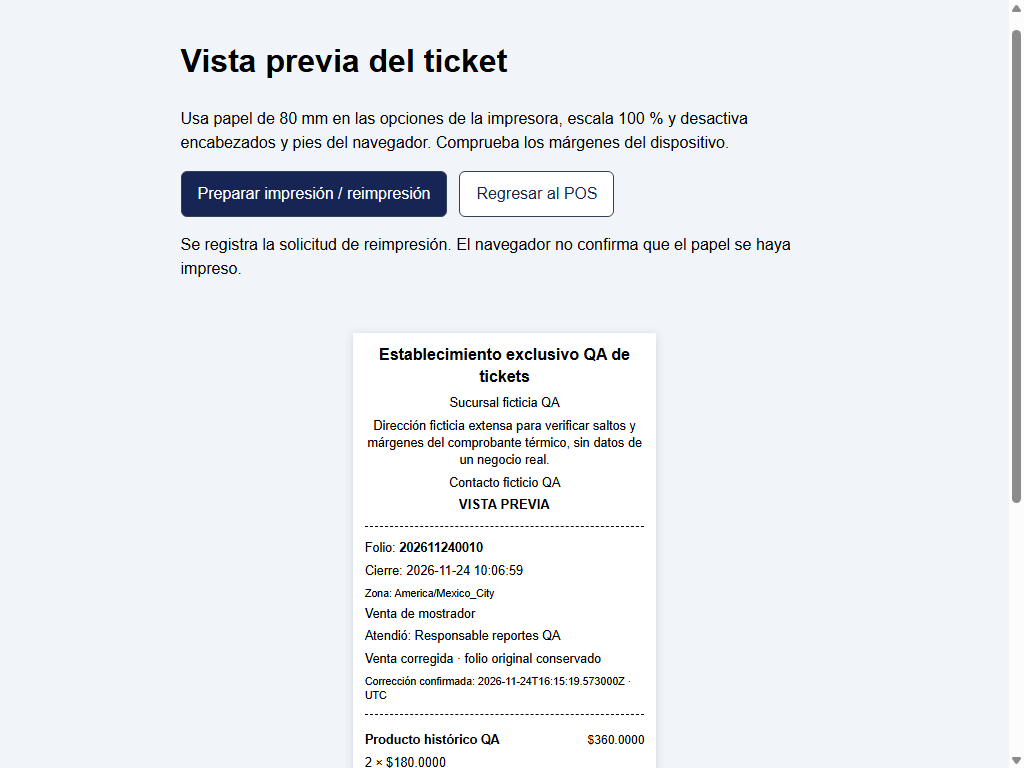 Vista previa del ticket
Usa papel de 80 mm en las opciones de la impresora, escala 100 % y desactiva
encabezados y pies del navegador. Comprueba los márgenes del dispositivo.
Preparar impresión / reimpresión
Regresar al POS
Se registra la solicitud de reimpresión. El navegador no confirma que el papel se haya
impreso.
Establecimiento exclusivo QA de
tickets
Sucursal ficticia QA
Dirección ficticia extensa para verificar saltos y
márgenes del comprobante térmico, sin datos de
un negocio real.
Contacto ficticio QA
VISTA PREVIA
Folio: 202611240010
Cierre: 2026-11-24 10:06:59
Zona: America/Mexico_City
Venta de mostrador
Atendió: Responsable reportes QA
Venta corregida · folio original conservado
Corrección confirmada: 2026-11-24T16:15:19.573000Z ·
UTC
Producto histórico QA $360.0000
2 × $180.0000